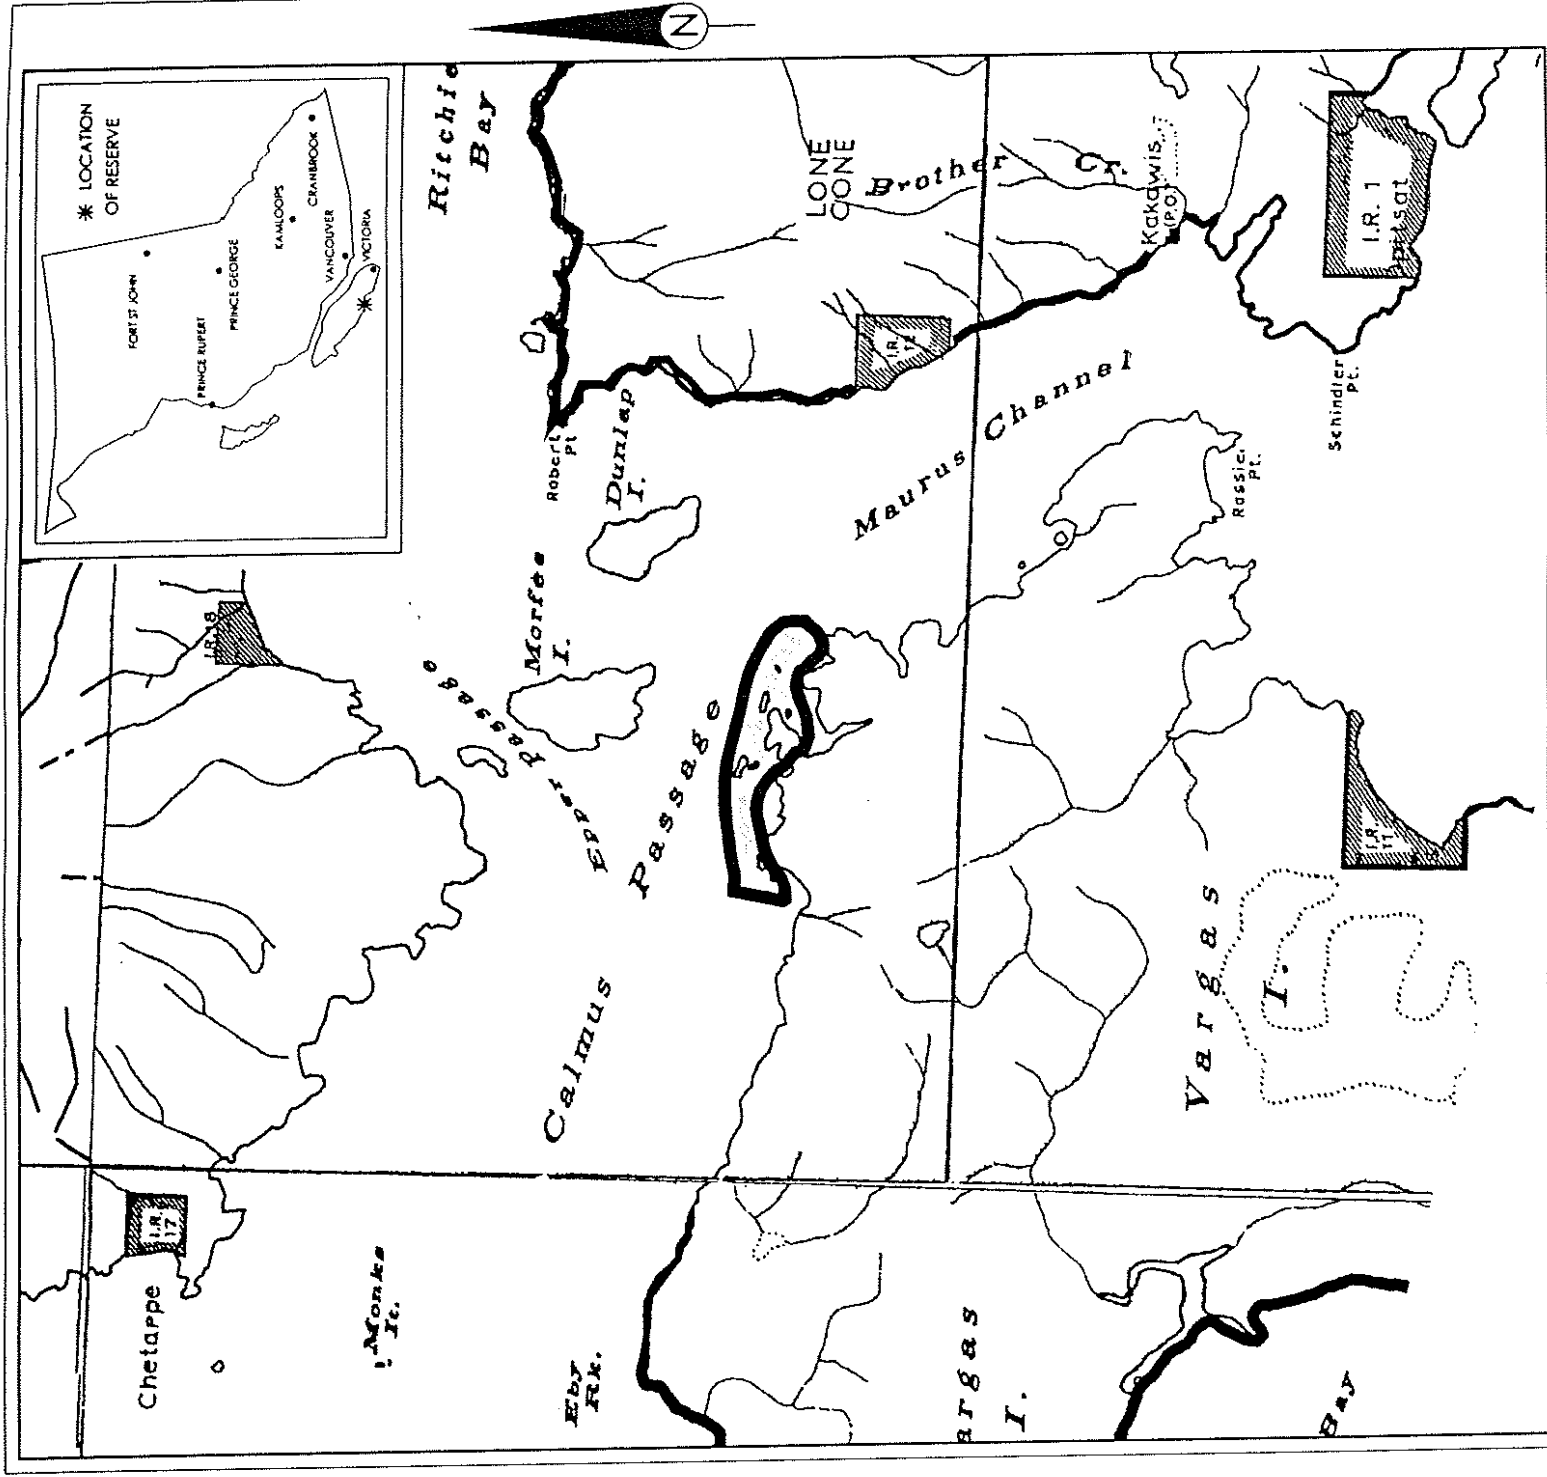 N
✳ LOCATION
OF RESERVE
FORT ST JOHN
PRINCE RUPERT
PRINCE GEORGE
KAMLOOPS
CRANBROOK
VANCOUVER
VICTORIA
Ritchie
Bay
I.R. 18
I.R.
17
Chetappe
Monks
It.
Eby
Rk.
Epper Passage
Morfee
I.
Dunlap
I.
Robert
Pt
Calmus Passage
LONE
CONE
Brother Cr.
I.R.
Kakawis
(P.O.)
Maurus Channel
I.R. 1
Schindler
Pt.
Rassier
Pt.
I.R.
11
Vargas
I.
argas
I.
Bay